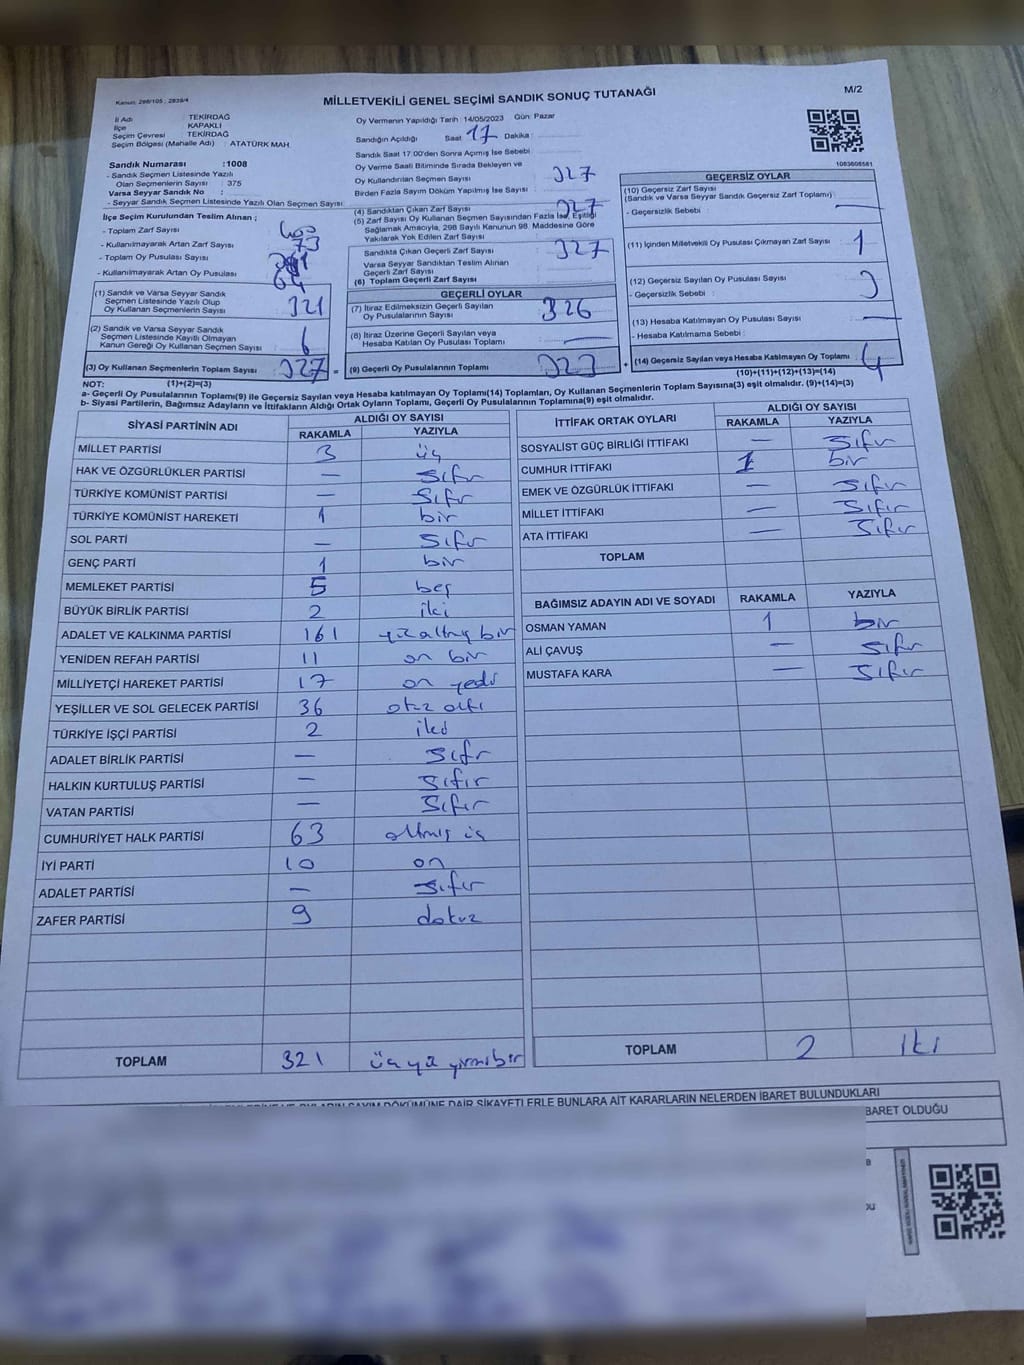 Kanun: 298/105 ; 2839/4
MİLLETVEKİLİ GENEL SEÇİMİ SANDIK SONUÇ TUTANAĞI
M/2
İl Adı : TEKİRDAĞ
İlçe : KAPAKLI
Seçim Çevresi : TEKİRDAĞ
Seçim Bölgesi (Mahalle Adı) : ATATÜRK MAH.
Oy Vermenin Yapıldığı Tarih : 14/05/2023 Gün: Pazar
Sandığın Açıldığı Saat : 17 Dakika :
Sandık Saat 17.00'den Sonra Açımış İse Sebebi
Oy Verme Saati Bitiminde Sırada Bekleyen ve
Oy Kullandırılan Seçmen Sayısı 327
Birden Fazla Sayım Döküm Yapılmış İse Sayısı :
1083608581
Sandık Numarası : 1008
- Sandık Seçmen Listesinde Yazılı
Olan Seçmenlerin Sayısı : 375
Varsa Seyyar Sandık No :
- Seyyar Sandık Seçmen Listesinde Yazılı Olan Seçmen Sayısı
İlçe Seçim Kurulundan Teslim Alınan ;
- Toplam Zarf Sayısı : 400
- Kullanılmayarak Artan Zarf Sayısı : 73
- Toplam Oy Pusulası Sayısı :
- Kullanılmayarak Artan Oy Pusulası : 64
(1) Sandık ve Varsa Seyyar Sandık
Seçmen Listesinde Yazılı Olup
Oy Kullanan Seçmenlerin Sayısı : 321
(2) Sandık ve Varsa Seyyar Sandık
Seçmen Listesinde Kayıtlı Olmayan
Kanun Gereği Oy Kullanan Seçmen Sayısı : 6
(3) Oy Kullanan Seçmenlerin Toplam Sayısı : 327
(4) Sandıktan Çıkan Zarf Sayısı 327
(5) Zarf Sayısı Oy Kullanan Seçmen Sayısından Fazla İse, Eşitliği
Sağlamak Amacıyla, 298 Sayılı Kanunun 98. Maddesine Göre
Yakılarak Yok Edilen Zarf Sayısı
Sandıkta Çıkan Geçerli Zarf Sayısı 327
Varsa Seyyar Sandıktan Teslim Alınan
Geçerli Zarf Sayısı
(6) Toplam Geçerli Zarf Sayısı
GEÇERLİ OYLAR
(7) İtiraz Edilmeksizin Geçerli Sayılan
Oy Pusulalarının Sayısı 326
(8) İtiraz Üzerine Geçerli Sayılan veya
Hesaba Katılan Oy Pusulası Toplamı —
= (9) Geçerli Oy Pusulalarının Toplamı 323 +
GEÇERSİZ OYLAR
(10) Geçersiz Zarf Sayısı
(Sandık ve Varsa Seyyar Sandık Geçersiz Zarf Toplamı) : —
- Geçersizlik Sebebi :
(11) İçinden Milletvekili Oy Pusulası Çıkmayan Zarf Sayısı 1
(12) Geçersiz Sayılan Oy Pusulası Sayısı : 3
- Geçersizlik Sebebi :
(13) Hesaba Katılmayan Oy Pusulası Sayısı : —
- Hesaba Katılmama Sebebi :
(14) Geçersiz Sayılan veya Hesaba Katılmayan Oy Toplamı : 4
(10)+(11)+(12)+(13)=(14)
NOT: (1)+(2)=(3)
a- Geçerli Oy Pusulalarının Toplamı(9) ile Geçersiz Sayılan veya Hesaba katılmayan Oy Toplamı(14) Toplamları, Oy Kullanan Seçmenlerin Toplam Sayısına(3) eşit olmalıdır. (9)+(14)=(3)
b- Siyasi Partilerin, Bağımsız Adayların ve İttifakların Aldığı Ortak Oyların Toplamı, Geçerli Oy Pusulalarının Toplamına(9) eşit olmalıdır.
SİYASİ PARTİNİN ADI ALDIĞI OY SAYISI
RAKAMLA YAZIYLA
MİLLET PARTİSİ 3 üç
HAK VE ÖZGÜRLÜKLER PARTİSİ — Sıfır
TÜRKİYE KOMÜNİST PARTİSİ — Sıfır
TÜRKİYE KOMÜNİST HAREKETİ 1 bir
SOL PARTİ — Sıfır
GENÇ PARTİ 1 bir
MEMLEKET PARTİSİ 5 beş
BÜYÜK BİRLİK PARTİSİ 2 iki
ADALET VE KALKINMA PARTİSİ 161 yüz altmış bir
YENİDEN REFAH PARTİSİ 11 on bir
MİLLİYETÇİ HAREKET PARTİSİ 17 on yedi
YEŞİLLER VE SOL GELECEK PARTİSİ 36 otuz altı
TÜRKİYE İŞÇİ PARTİSİ 2 iki
ADALET BİRLİK PARTİSİ — Sıfır
HALKIN KURTULUŞ PARTİSİ — Sıfır
VATAN PARTİSİ — Sıfır
CUMHURİYET HALK PARTİSİ 63 altmış üç
İYİ PARTİ 10 on
ADALET PARTİSİ — Sıfır
ZAFER PARTİSİ 9 dokuz
TOPLAM 321 üç yüz yirmi bir
İTTİFAK ORTAK OYLARI ALDIĞI OY SAYISI
RAKAMLA YAZIYLA
SOSYALİST GÜÇ BİRLİĞİ İTTİFAKI — Sıfır
CUMHUR İTTİFAKI 1 bir
EMEK VE ÖZGÜRLÜK İTTİFAKI — Sıfır
MİLLET İTTİFAKI — Sıfır
ATA İTTİFAKI — Sıfır
TOPLAM
BAĞIMSIZ ADAYIN ADI VE SOYADI RAKAMLA YAZIYLA
OSMAN YAMAN 1 bir
ALİ ÇAVUŞ — Sıfır
MUSTAFA KARA — Sıfır
TOPLAM 2 iki
SAYIM DÖKÜMÜNE DAİR ŞİKAYETLERLE BUNLARA AİT KARARLARIN NELERDEN İBARET BULUNDUKLARI
BARET OLDUĞU